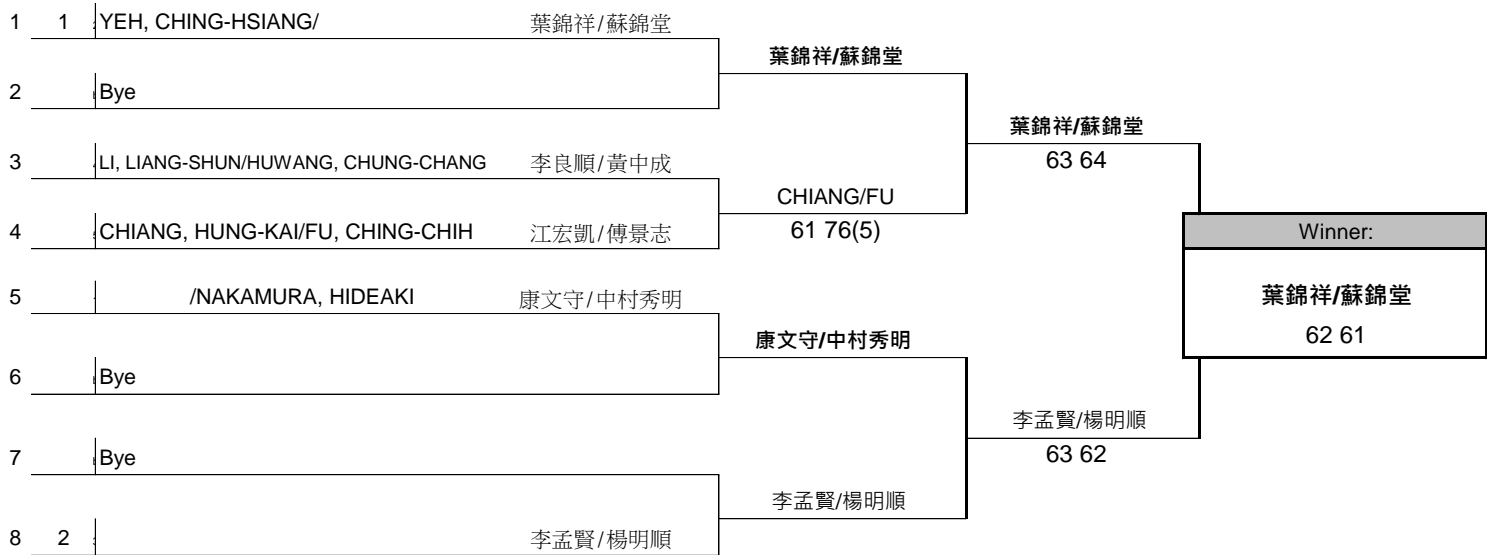 1 1 YEH, CHING-HSIANG/ 葉錦祥/蘇錦堂
葉錦祥/蘇錦堂
2 Bye
葉錦祥/蘇錦堂
63 64
3 LI, LIANG-SHUN/HUWANG, CHUNG-CHANG 李良順/黃中成
CHIANG/FU
61 76(5)
4 CHIANG, HUNG-KAI/FU, CHING-CHIH 江宏凱/傅景志
Winner:
葉錦祥/蘇錦堂
62 61
5 /NAKAMURA, HIDEAKI 康文守/中村秀明
康文守/中村秀明
6 Bye
李孟賢/楊明順
63 62
7 Bye
李孟賢/楊明順
8 2 李孟賢/楊明順